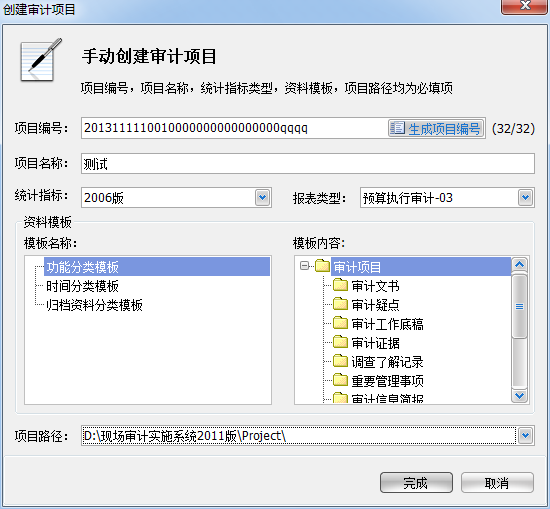 创建审计项目
手动创建审计项目
项目编号，项目名称，统计指标类型，资料模板，项目路径均为必填项
项目编号： 2013111110010000000000000000qqqq 生成项目编号 (32/32)
项目名称： 测试
统计指标： 2006版 报表类型： 预算执行审计-03
资料模板
模板名称： 模板内容:
功能分类模板 审计项目
时间分类模板 审计文书
归档资料分类模板 审计疑点
审计工作底稿
审计证据
调查了解记录
重要管理事项
审计信息简报
项目路径： D:\现场审计实施系统2011版\Project\
完成 取消